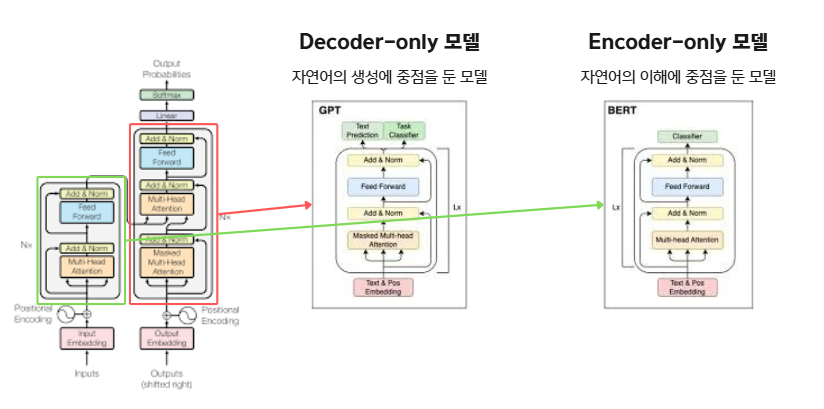 Decoder-only 모델
자연어의 생성에 중점을 둔 모델
Encoder-only 모델
자연어의 이해에 중점을 둔 모델
Output
Probabilities
Softmax
Linear
Add & Norm
Feed
Forward
Add & Norm
Multi-Head
Attention
Add & Norm
Masked
Multi-Head
Attention
Nx
Positional
Encoding
Output
Embedding
Outputs
(shifted right)
Add & Norm
Feed
Forward
Add & Norm
Multi-Head
Attention
Nx
Positional
Encoding
Input
Embedding
Inputs
GPT
Text
Prediction
Task
Classifier
Add & Norm
Feed Forward
Add & Norm
Masked Multi-head
Attention
Lx
Text & Pos
Embedding
BERT
Classifier
Add & Norm
Feed Forward
Add & Norm
Multi-head Attention
Lx
Text & Pos
Embedding